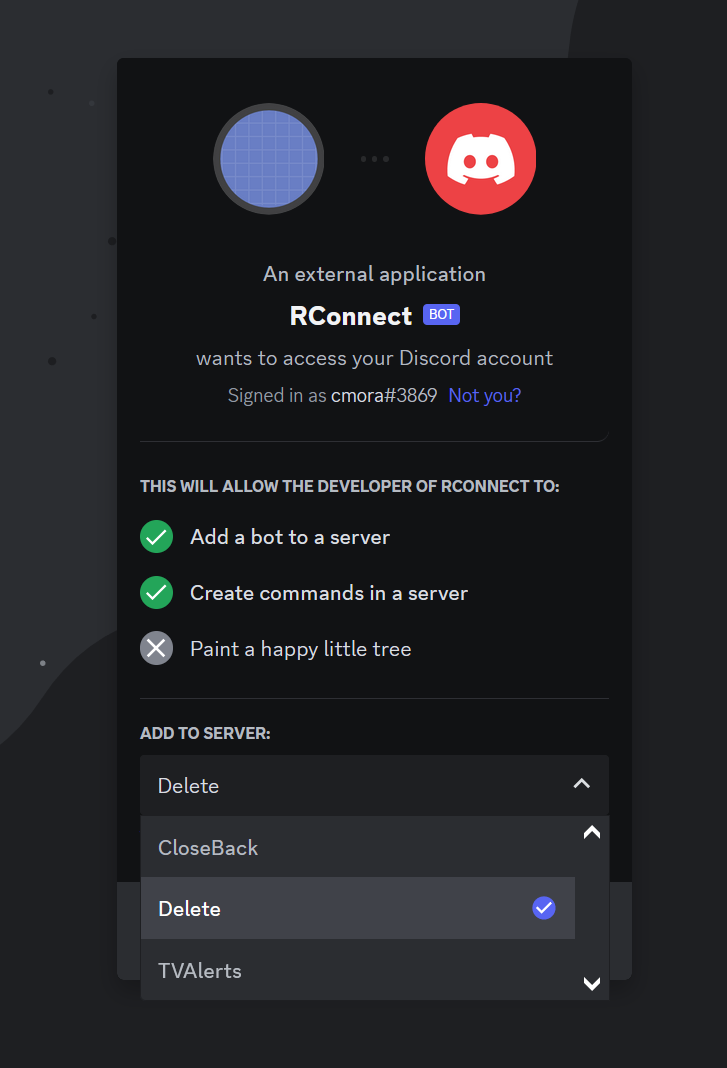 An external application
RConnect BOT
wants to access your Discord account
Signed in as cmora#3869 Not you?
THIS WILL ALLOW THE DEVELOPER OF RCONNECT TO:
Add a bot to a server
Create commands in a server
Paint a happy little tree
ADD TO SERVER:
Delete
CloseBack
Delete
TVAlerts